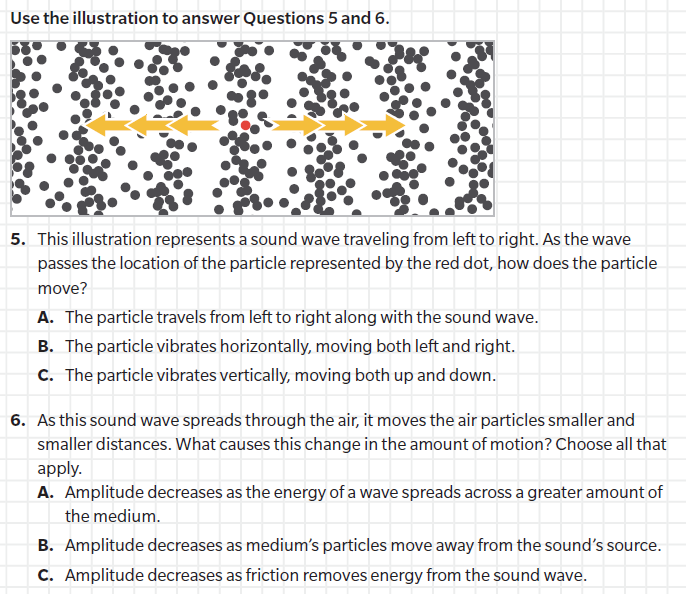 Use the illustration to answer Questions 5 and 6.
5. This illustration represents a sound wave traveling from left to right. As the wave
passes the location of the particle represented by the red dot, how does the particle
move?
A. The particle travels from left to right along with the sound wave.
B. The particle vibrates horizontally, moving both left and right.
C. The particle vibrates vertically, moving both up and down.
6. As this sound wave spreads through the air, it moves the air particles smaller and
smaller distances. What causes this change in the amount of motion? Choose all that
apply.
A. Amplitude decreases as the energy of a wave spreads across a greater amount of
the medium.
B. Amplitude decreases as medium's particles move away from the sound's source.
C. Amplitude decreases as friction removes energy from the sound wave.